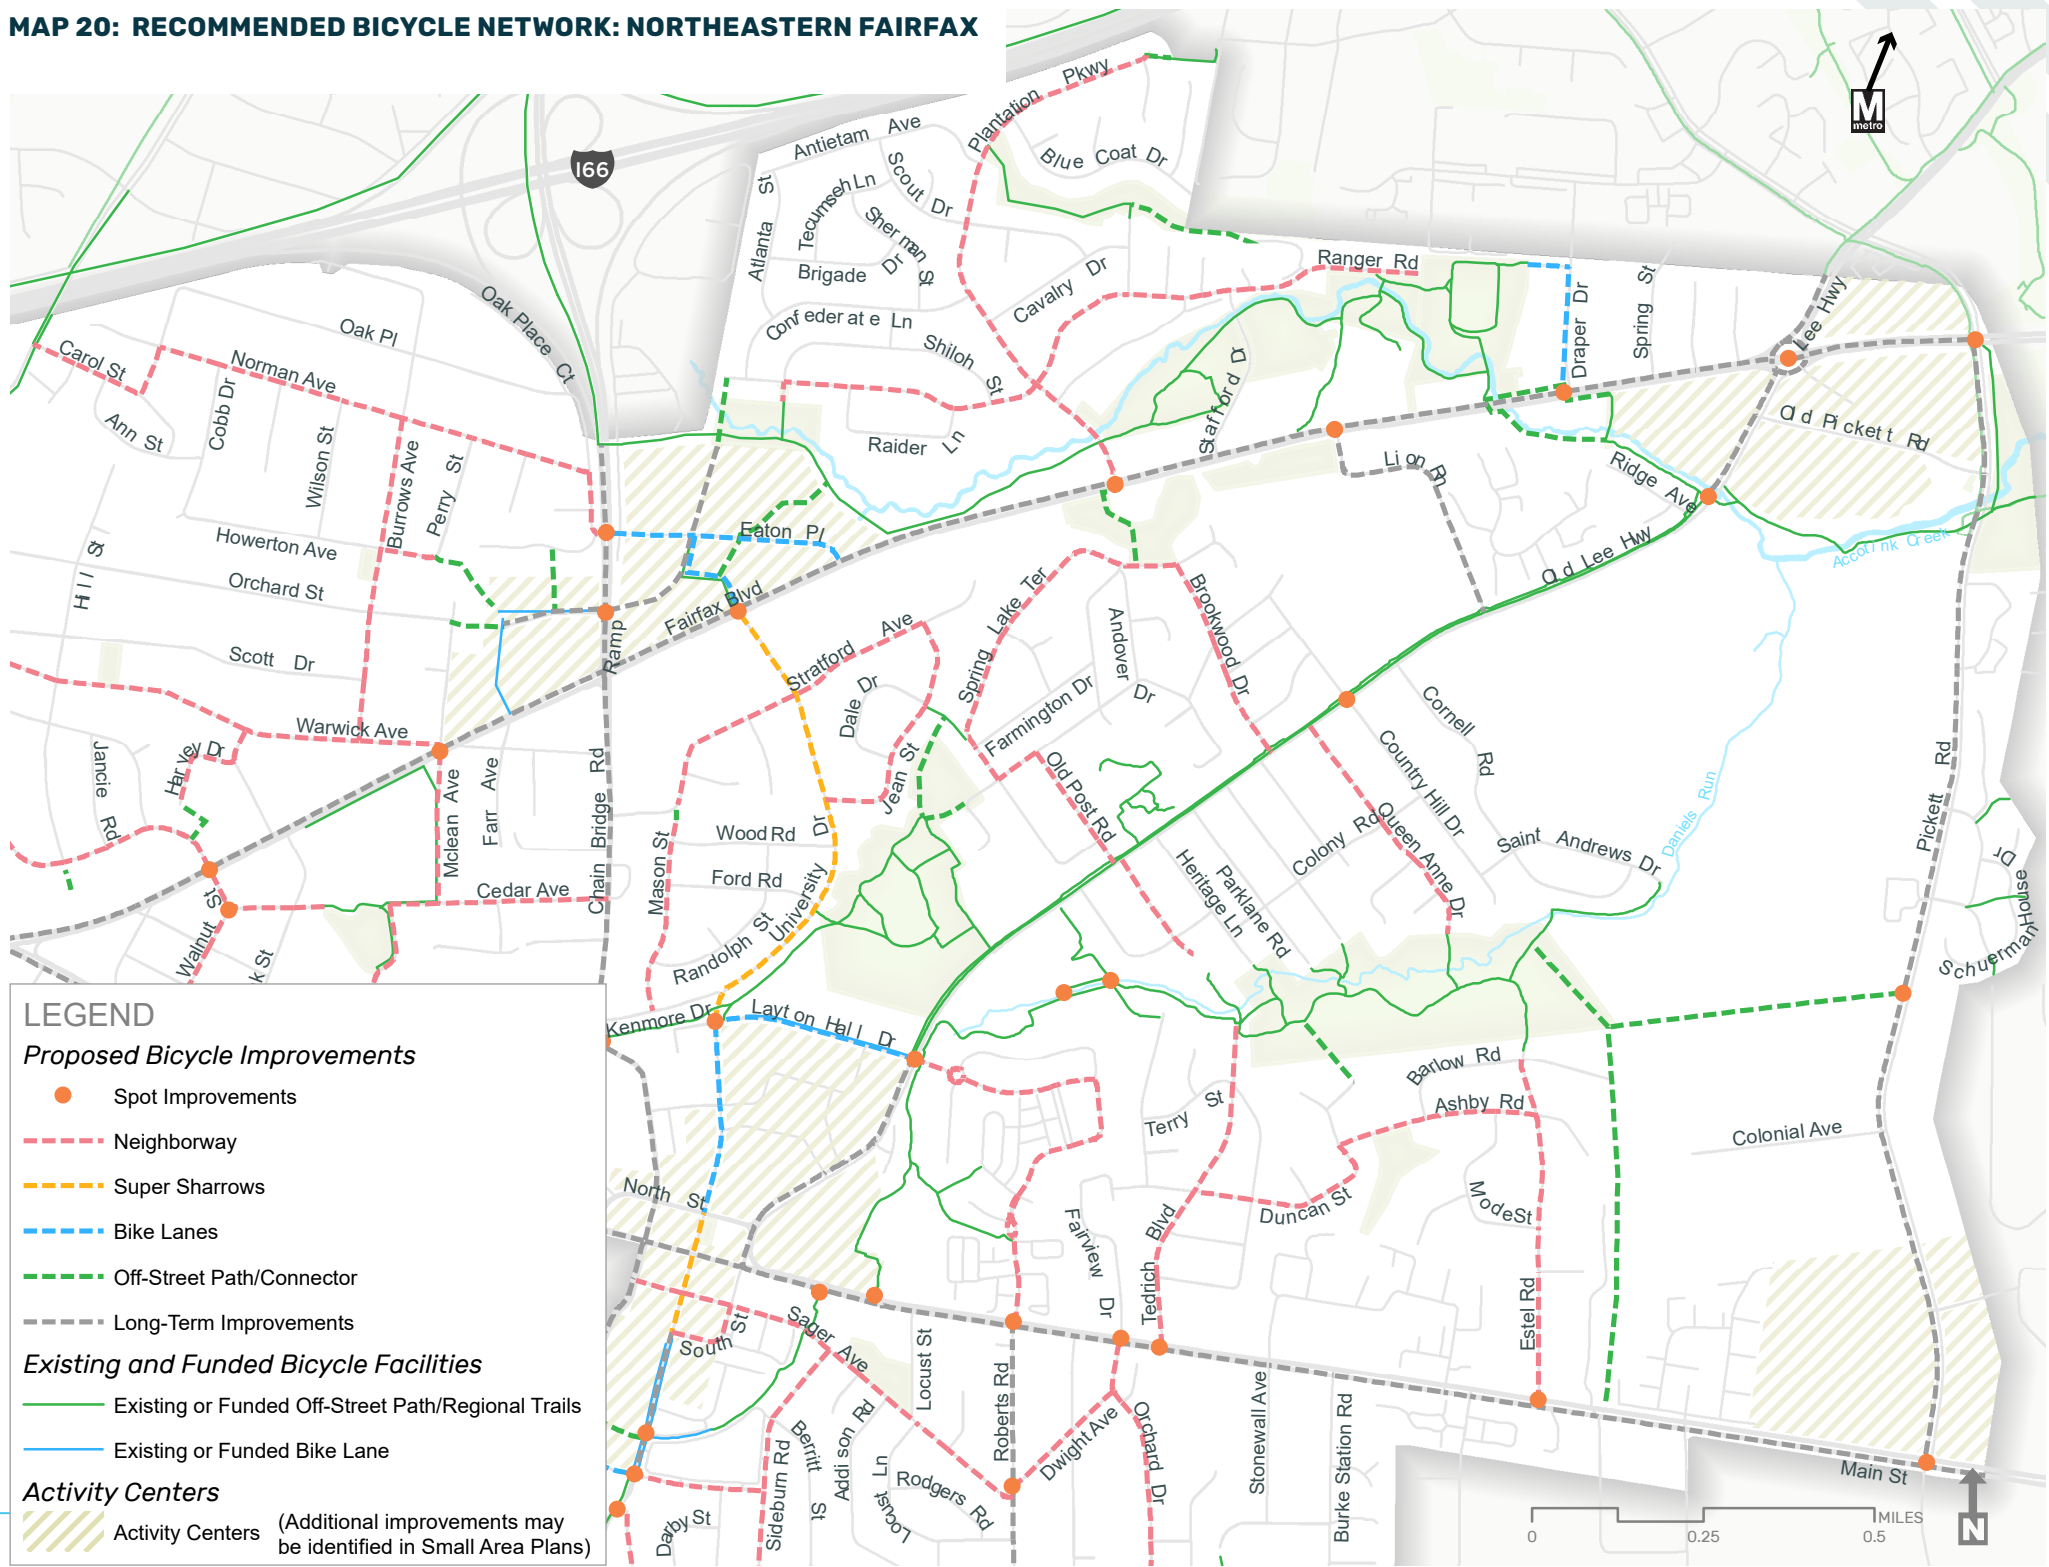 MAP 20: RECOMMENDED BICYCLE NETWORK: NORTHEASTERN FAIRFAX
M
metro
I66
Plantation Pkwy
Antietam Ave
Blue Coat Dr
Scout Dr
Atlanta St
Tecumseh Ln
Sherman St
Brigade Dr
Cavalry Dr
Ranger Rd
Confederate Ln
Shiloh St
Oak Place Ct
Oak Pl
Carol St
Norman Ave
Cobb Dr
Ann St
Wilson St
Burrows Ave
Perry St
Raider Ln
Stafford Dr
Draper Dr
Spring St
Lee Hwy
Old Pickett Rd
Lion Rn
Ridge Ave
Old Lee Hwy
Accotink Creek
Hill St
Howerton Ave
Orchard St
Eaton Pl
Fairfax Blvd
Ramp
Scott Dr
Warwick Ave
Stratford Ave
Spring Lake Ter
Andover Dr
Brookwood Dr
Dale Dr
Farmington Dr
Jean St
Old Post Rd
Cornell Rd
Country Hill Dr
Queen Anne Dr
Colony Rd
Saint Andrews Dr
Daniels Run
Pickett Rd
Jancie Rd
Harvey Dr
Mclean Ave
Farr Ave
Chain Bridge Rd
Cedar Ave
Mason St
Wood Rd
Ford Rd
University Dr
Randolph St
Heritage Ln
Parklane Rd
Schuerman House Dr
Walnut St
k St
Kenmore Dr
Layton Hall Dr
Barlow Rd
Ashby Rd
Terry St
Colonial Ave
North St
Fairview Dr
Tedrich Blvd
Duncan St
Mode St
Estel Rd
South St
Sager Ave
Locust St
Roberts Rd
Dwight Ave
Orchard Dr
Stonewall Ave
Burke Station Rd
Main St
Sideburn Rd
Berritt St
Addison Rd
Locust Ln
Rodgers Rd
Darby St
LEGEND
Proposed Bicycle Improvements
Spot Improvements
Neighborway
Super Sharrows
Bike Lanes
Off-Street Path/Connector
Long-Term Improvements
Existing and Funded Bicycle Facilities
Existing or Funded Off-Street Path/Regional Trails
Existing or Funded Bike Lane
Activity Centers
Activity Centers (Additional improvements may
be identified in Small Area Plans)
MILES
0 0.25 0.5
N